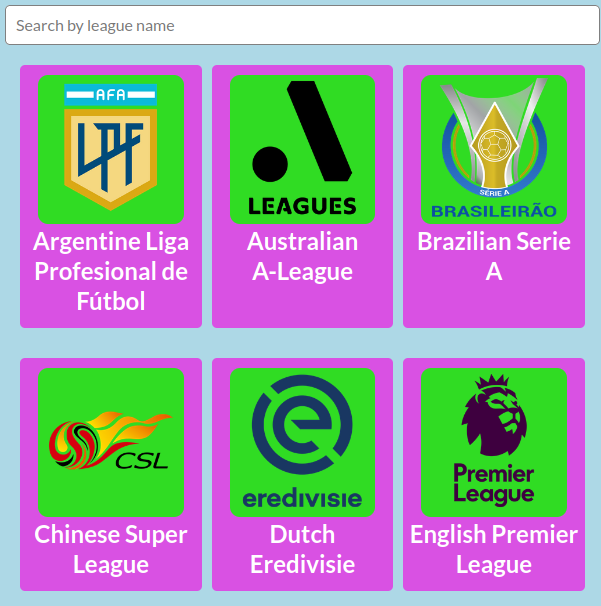 Search by league name
AFA
LPF
Argentine Liga
Profesional de
Fútbol
LEAGUES
Australian
A-League
SÉRIE A
BRASILEIRÃO
Brazilian Serie
A
CSL
Chinese Super
League
eredivisie
Dutch
Eredivisie
Premier
League
English Premier
League